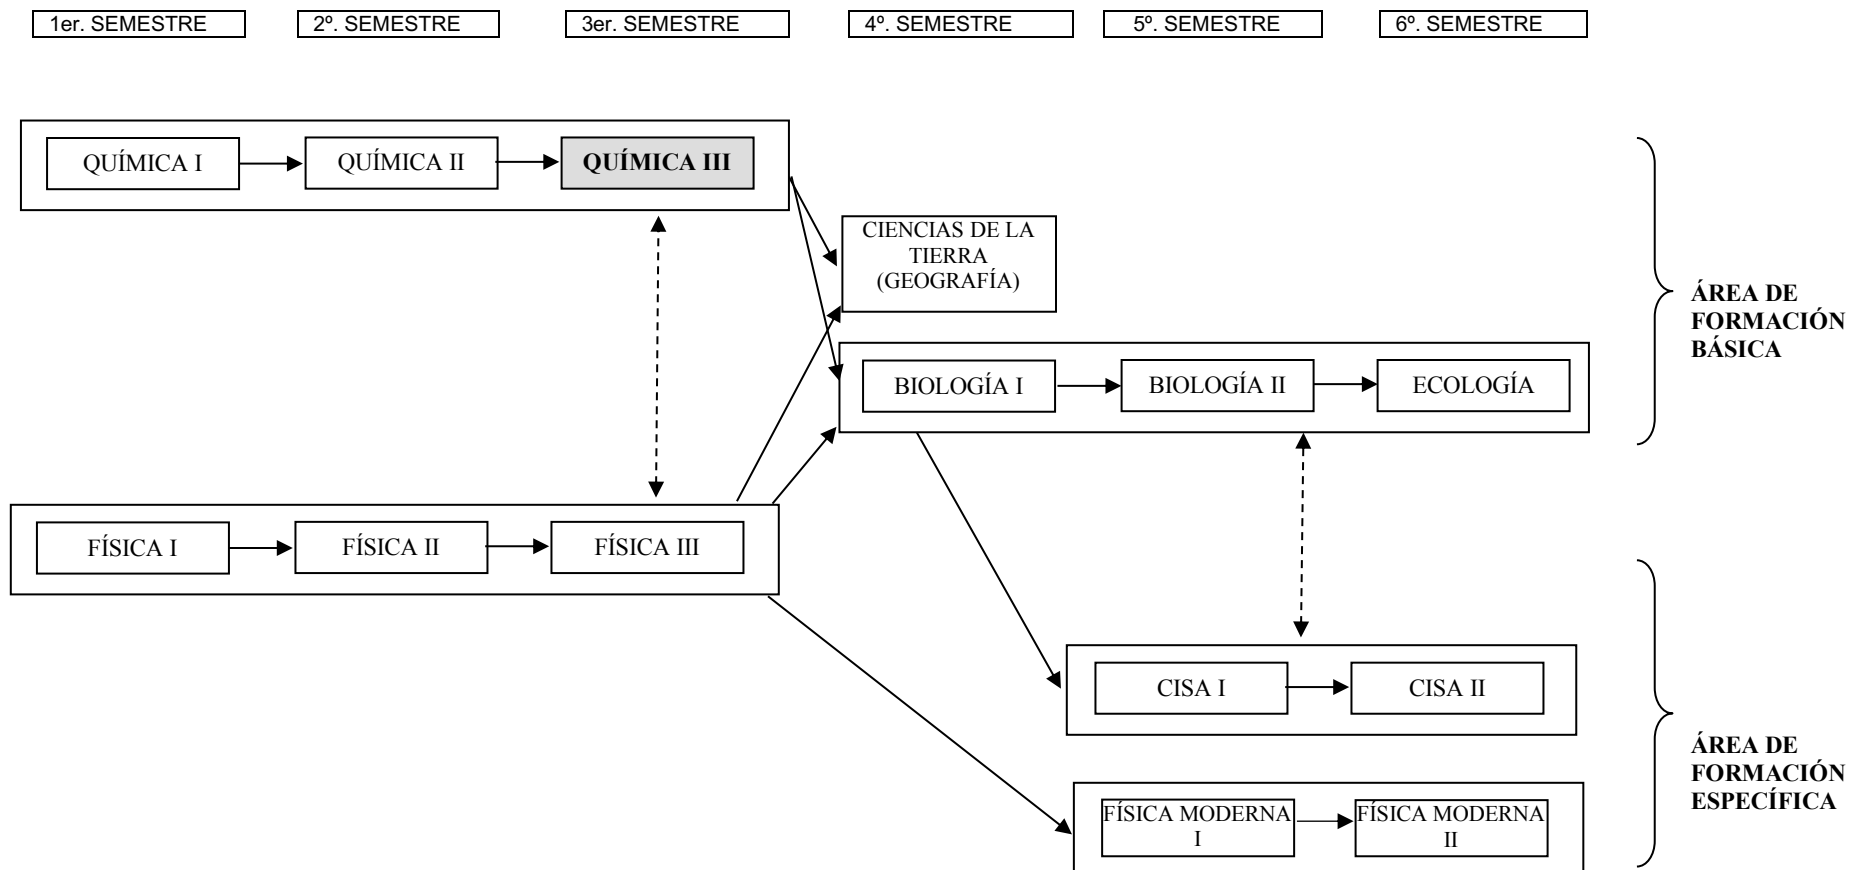 1er. SEMESTRE
2º. SEMESTRE
3er. SEMESTRE
4º. SEMESTRE
5º. SEMESTRE
6º. SEMESTRE
QUÍMICA I
QUÍMICA II
QUÍMICA III
CIENCIAS DE LA
TIERRA
(GEOGRAFÍA)
ÁREA DE
FORMACIÓN
BÁSICA
BIOLOGÍA I
BIOLOGÍA II
ECOLOGÍA
FÍSICA I
FÍSICA II
FÍSICA III
CISA I
CISA II
ÁREA DE
FORMACIÓN
ESPECÍFICA
FÍSICA MODERNA
I
FÍSICA MODERNA
II